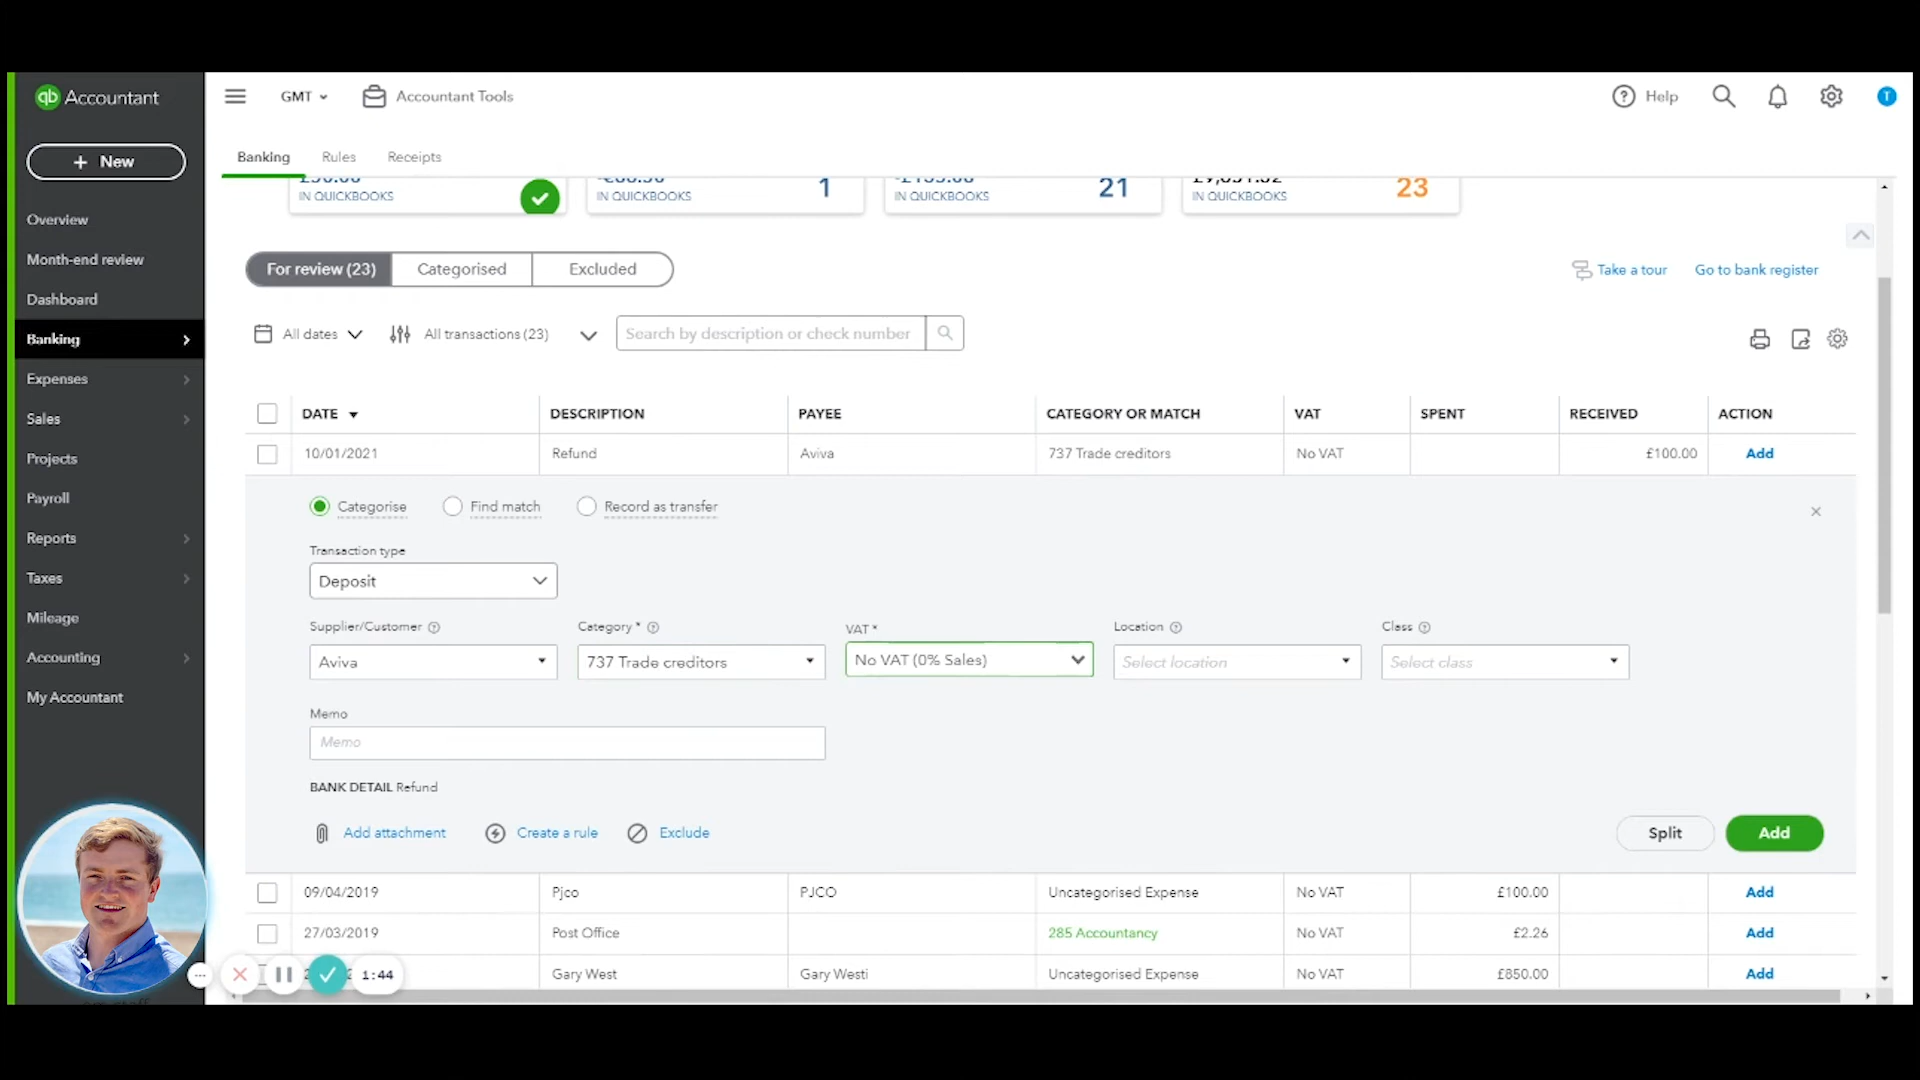 qb Accountant
GMT
Accountant Tools
Help
T
+ New
Banking Rules Receipts
IN QUICKBOOKS
IN QUICKBOOKS 1
IN QUICKBOOKS 21
IN QUICKBOOKS 23
Overview
Month-end review
Dashboard
Banking
Expenses
Sales
Projects
Payroll
Reports
Taxes
Mileage
Accounting
My Accountant
For review (23) Categorised Excluded
Take a tour Go to bank register
All dates All transactions (23) Search by description or check number
DATE DESCRIPTION PAYEE CATEGORY OR MATCH VAT SPENT RECEIVED ACTION
10/01/2021 Refund Aviva 737 Trade creditors No VAT £100.00 Add
Categorise Find match Record as transfer
Transaction type
Deposit
Supplier/Customer Category * VAT * Location Class
Aviva 737 Trade creditors No VAT (0% Sales) Select location Select class
Memo
Memo
BANK DETAIL Refund
Add attachment Create a rule Exclude Split Add
09/04/2019 Pjco PJCO Uncategorised Expense No VAT £100.00 Add
27/03/2019 Post Office 285 Accountancy No VAT £2.26 Add
Gary West Gary Westi Uncategorised Expense No VAT £850.00 Add
1:44